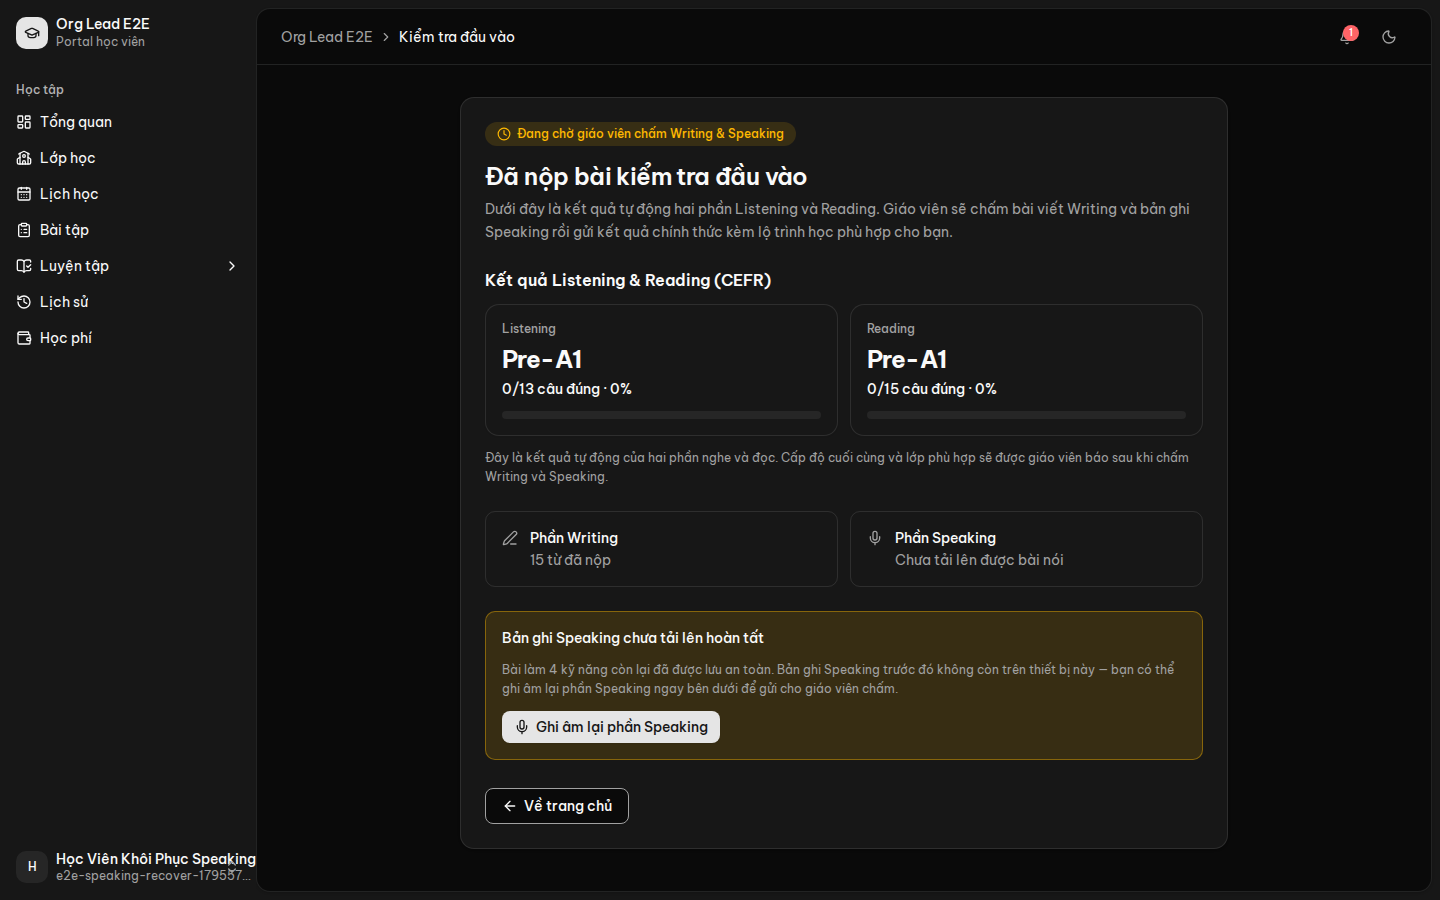 Org Lead E2E
Portal học viên
Học tập
Tổng quan
Lớp học
Lịch học
Bài tập
Luyện tập
Lịch sử
Học phí
H
Học Viên Khôi Phục Speaking
e2e-speaking-recover-179557...
Org Lead E2E
Kiểm tra đầu vào
1
Đang chờ giáo viên chấm Writing & Speaking
Đã nộp bài kiểm tra đầu vào
Dưới đây là kết quả tự động hai phần Listening và Reading. Giáo viên sẽ chấm bài viết Writing và bản ghi
Speaking rồi gửi kết quả chính thức kèm lộ trình học phù hợp cho bạn.
Kết quả Listening & Reading (CEFR)
Listening
Pre-A1
0/13 câu đúng · 0%
Reading
Pre-A1
0/15 câu đúng · 0%
Đây là kết quả tự động của hai phần nghe và đọc. Cấp độ cuối cùng và lớp phù hợp sẽ được giáo viên báo sau khi chấm
Writing và Speaking.
Phần Writing
15 từ đã nộp
Phần Speaking
Chưa tải lên được bài nói
Bản ghi Speaking chưa tải lên hoàn tất
Bài làm 4 kỹ năng còn lại đã được lưu an toàn. Bản ghi Speaking trước đó không còn trên thiết bị này — bạn có thể
ghi âm lại phần Speaking ngay bên dưới để gửi cho giáo viên chấm.
Ghi âm lại phần Speaking
Về trang chủ